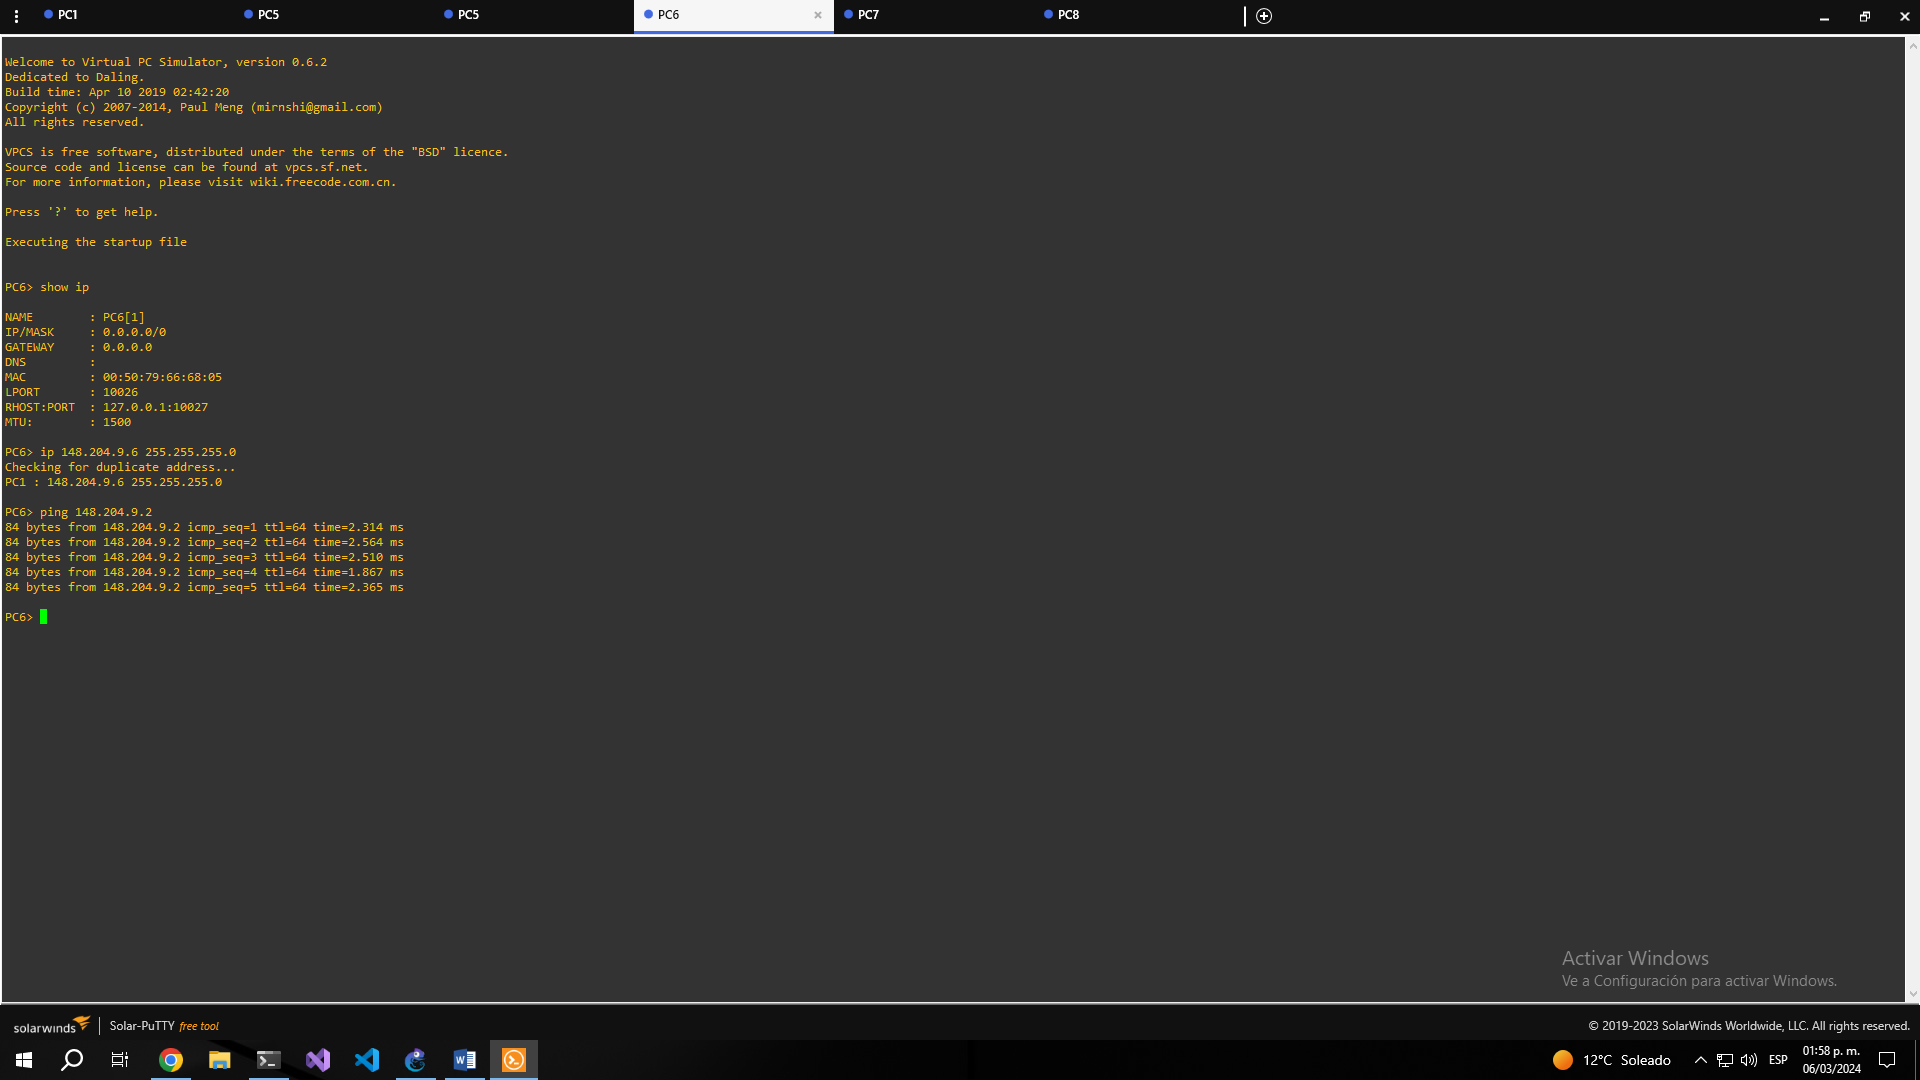 PC1
PC5
PC5
PC6
PC7
PC8
Welcome to Virtual PC Simulator, version 0.6.2
Dedicated to Daling.
Build time: Apr 10 2019 02:42:20
Copyright (c) 2007-2014, Paul Meng (mirnshi@gmail.com)
All rights reserved.
VPCS is free software, distributed under the terms of the "BSD" licence.
Source code and license can be found at vpcs.sf.net.
For more information, please visit wiki.freecode.com.cn.
Press '?' to get help.
Executing the startup file
PC6> show ip
NAME : PC6[1]
IP/MASK : 0.0.0.0/0
GATEWAY : 0.0.0.0
DNS :
MAC : 00:50:79:66:68:05
LPORT : 10026
RHOST:PORT : 127.0.0.1:10027
MTU: : 1500
PC6> ip 148.204.9.6 255.255.255.0
Checking for duplicate address...
PC1 : 148.204.9.6 255.255.255.0
PC6> ping 148.204.9.2
84 bytes from 148.204.9.2 icmp_seq=1 ttl=64 time=2.314 ms
84 bytes from 148.204.9.2 icmp_seq=2 ttl=64 time=2.564 ms
84 bytes from 148.204.9.2 icmp_seq=3 ttl=64 time=2.510 ms
84 bytes from 148.204.9.2 icmp_seq=4 ttl=64 time=1.867 ms
84 bytes from 148.204.9.2 icmp_seq=5 ttl=64 time=2.365 ms
PC6>
Activar Windows
Ve a Configuración para activar Windows.
solarwinds
Solar-PuTTY free tool
© 2019-2023 SolarWinds Worldwide, LLC. All rights reserved.
12°C Soleado
ESP
01:58 p. m.
06/03/2024